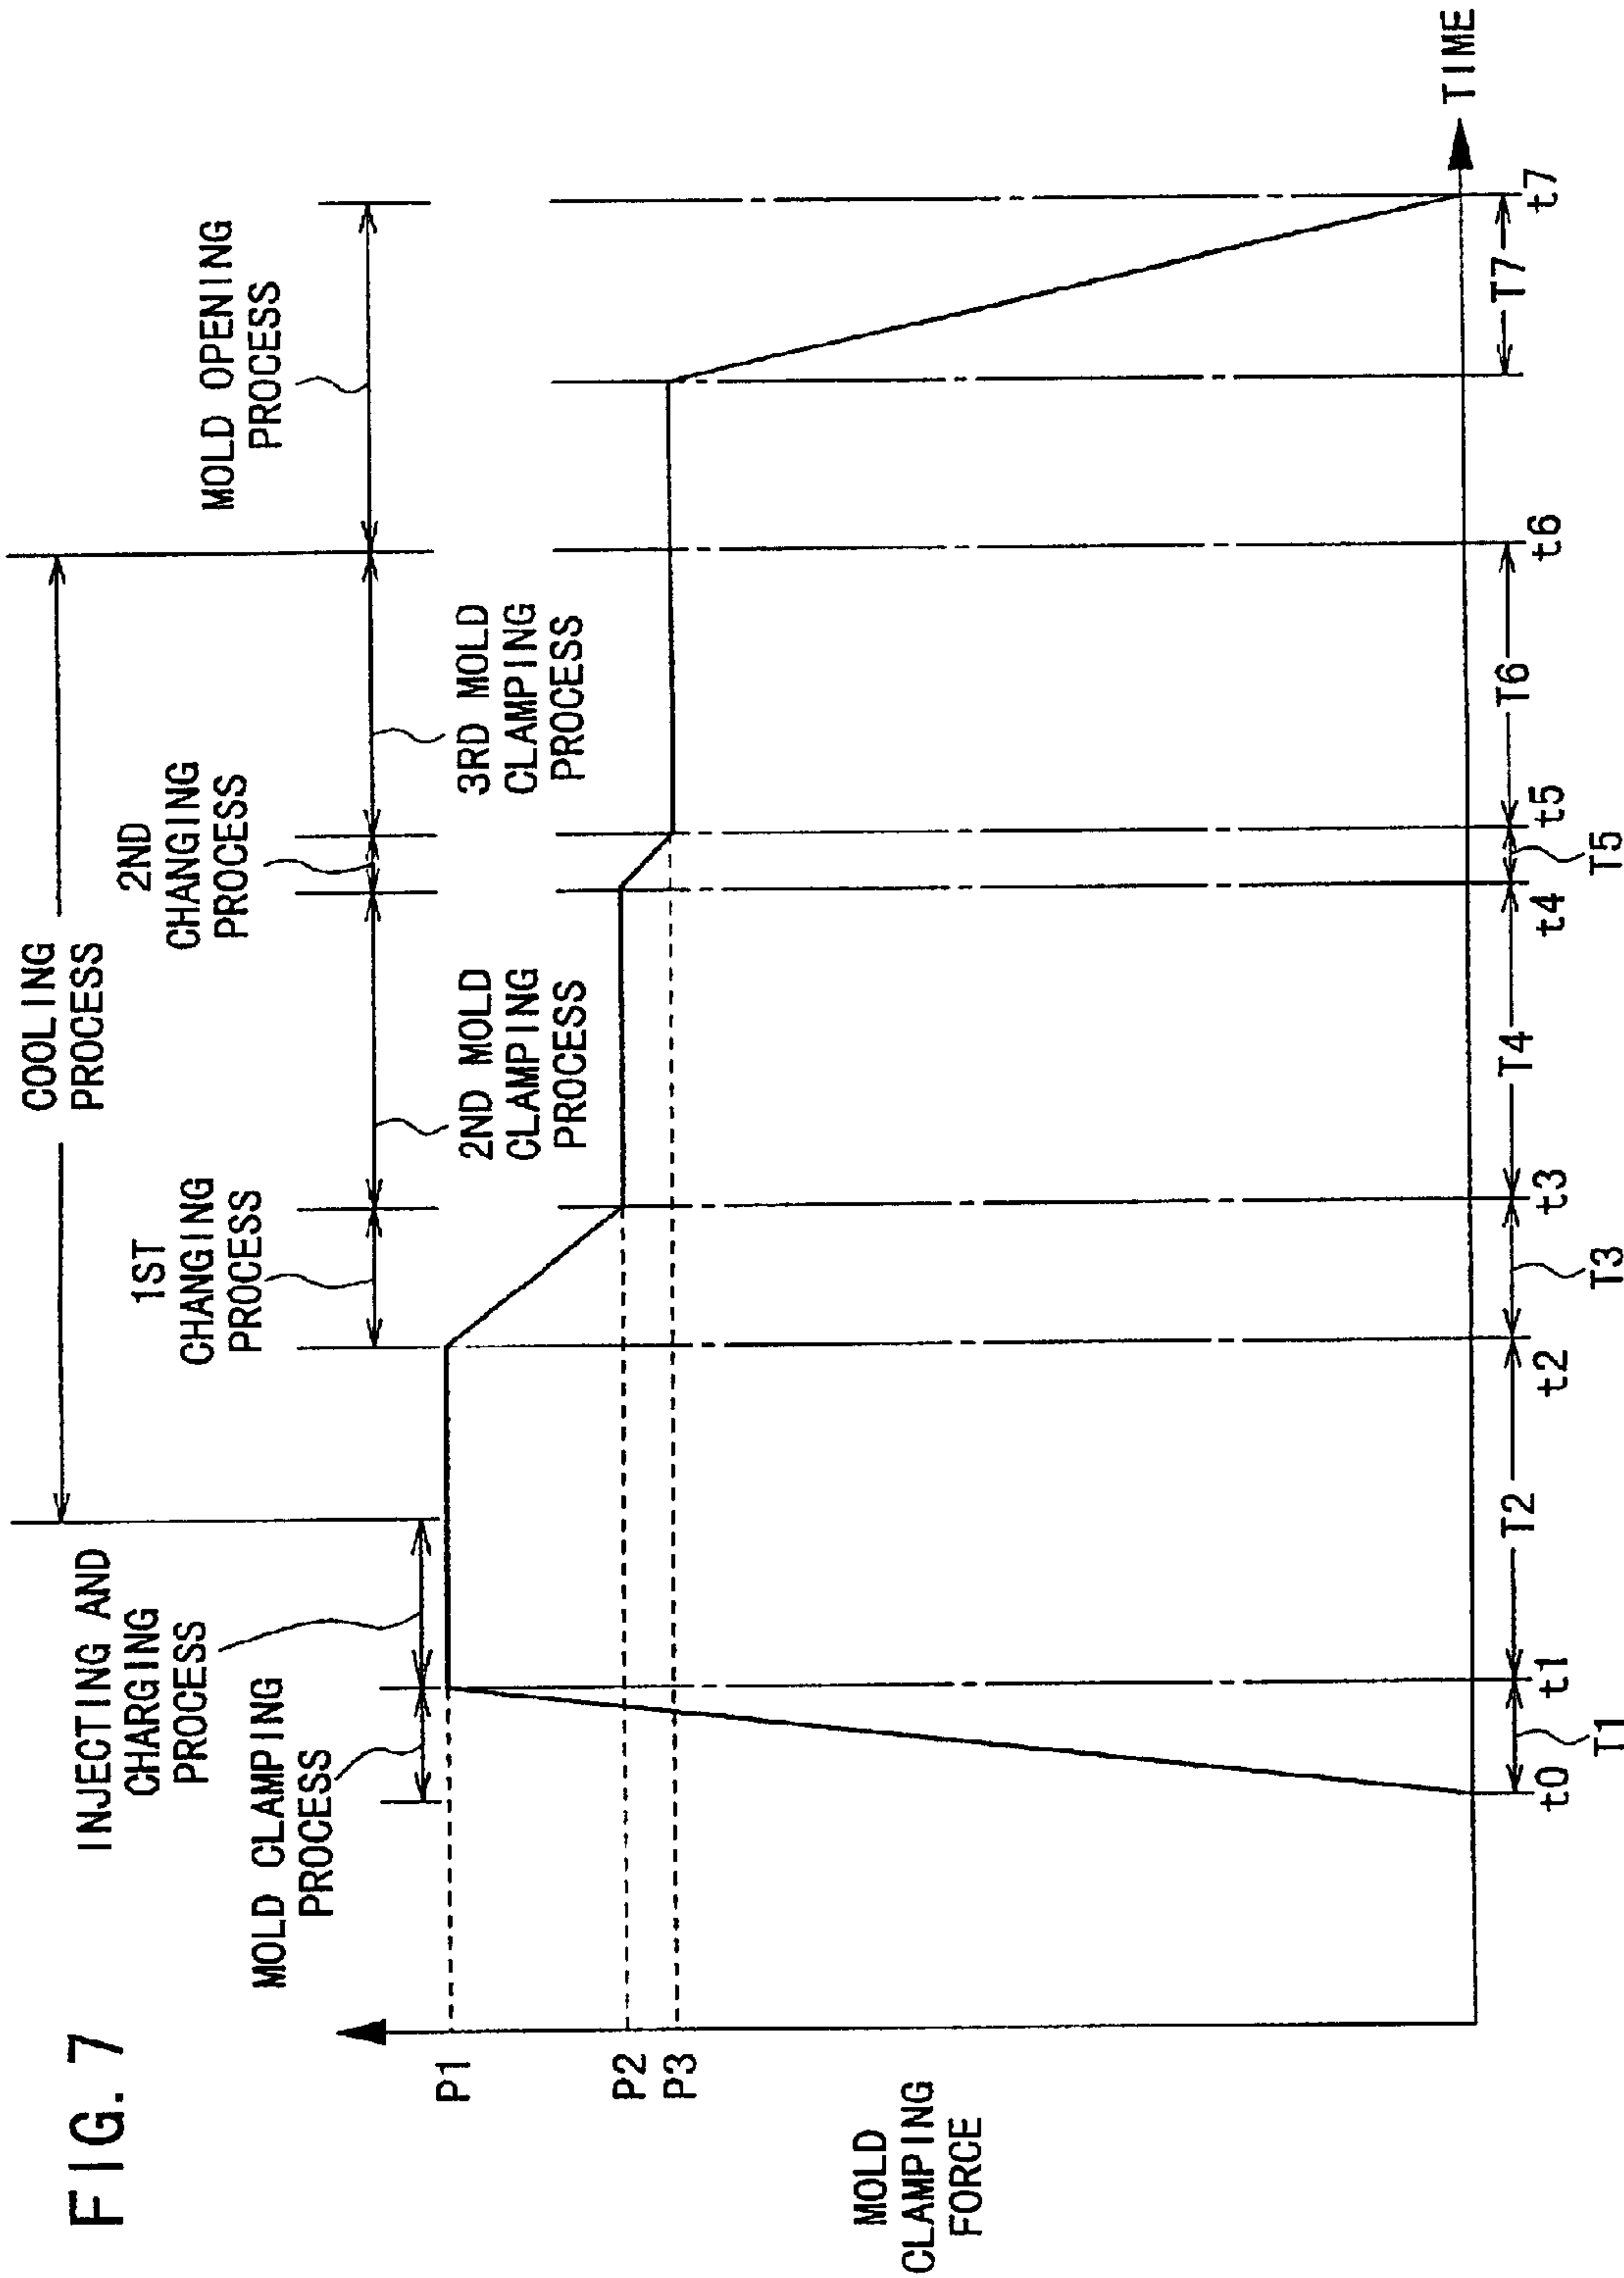 FIG. 7
COOLING
PROCESS
INJECTING AND
CHARGING
PROCESS
MOLD CLAMPING
PROCESS
1ST
CHANGING
PROCESS
2ND MOLD
CLAMPING
PROCESS
2ND
CHANGING
PROCESS
3RD MOLD
CLAMPING
PROCESS
MOLD OPENING
PROCESS
P1
P2
P3
MOLD
CLAMPING
FORCE
TIME
T2
T4
T6
T7
t0
t1
t2
t3
t4
t5
t6
t7
T1
T3
T5